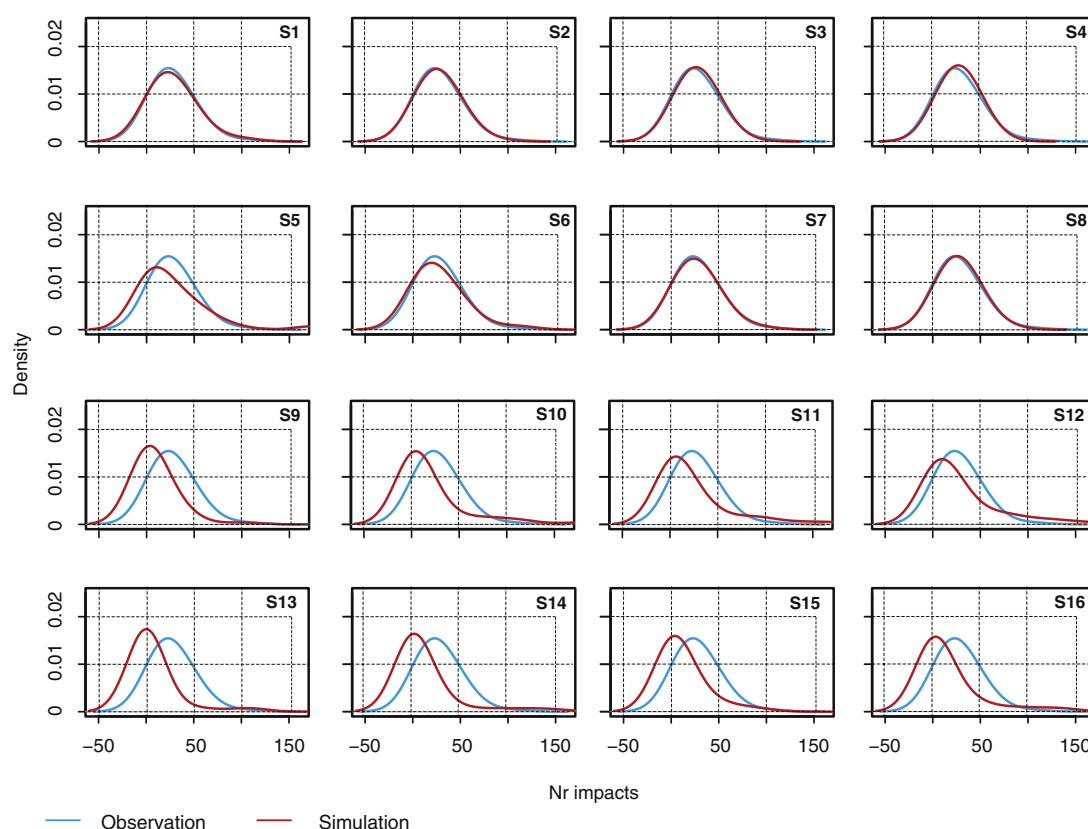 S1 S2 S3 S4
0 0.01 0.02
S5 S6 S7 S8
0 0.01 0.02
Density
S9 S10 S11 S12
0 0.01 0.02
S13 S14 S15 S16
0 0.01 0.02
−50 50 150 −50 50 150 −50 50 150 −50 50 150
Nr impacts
Observation Simulation